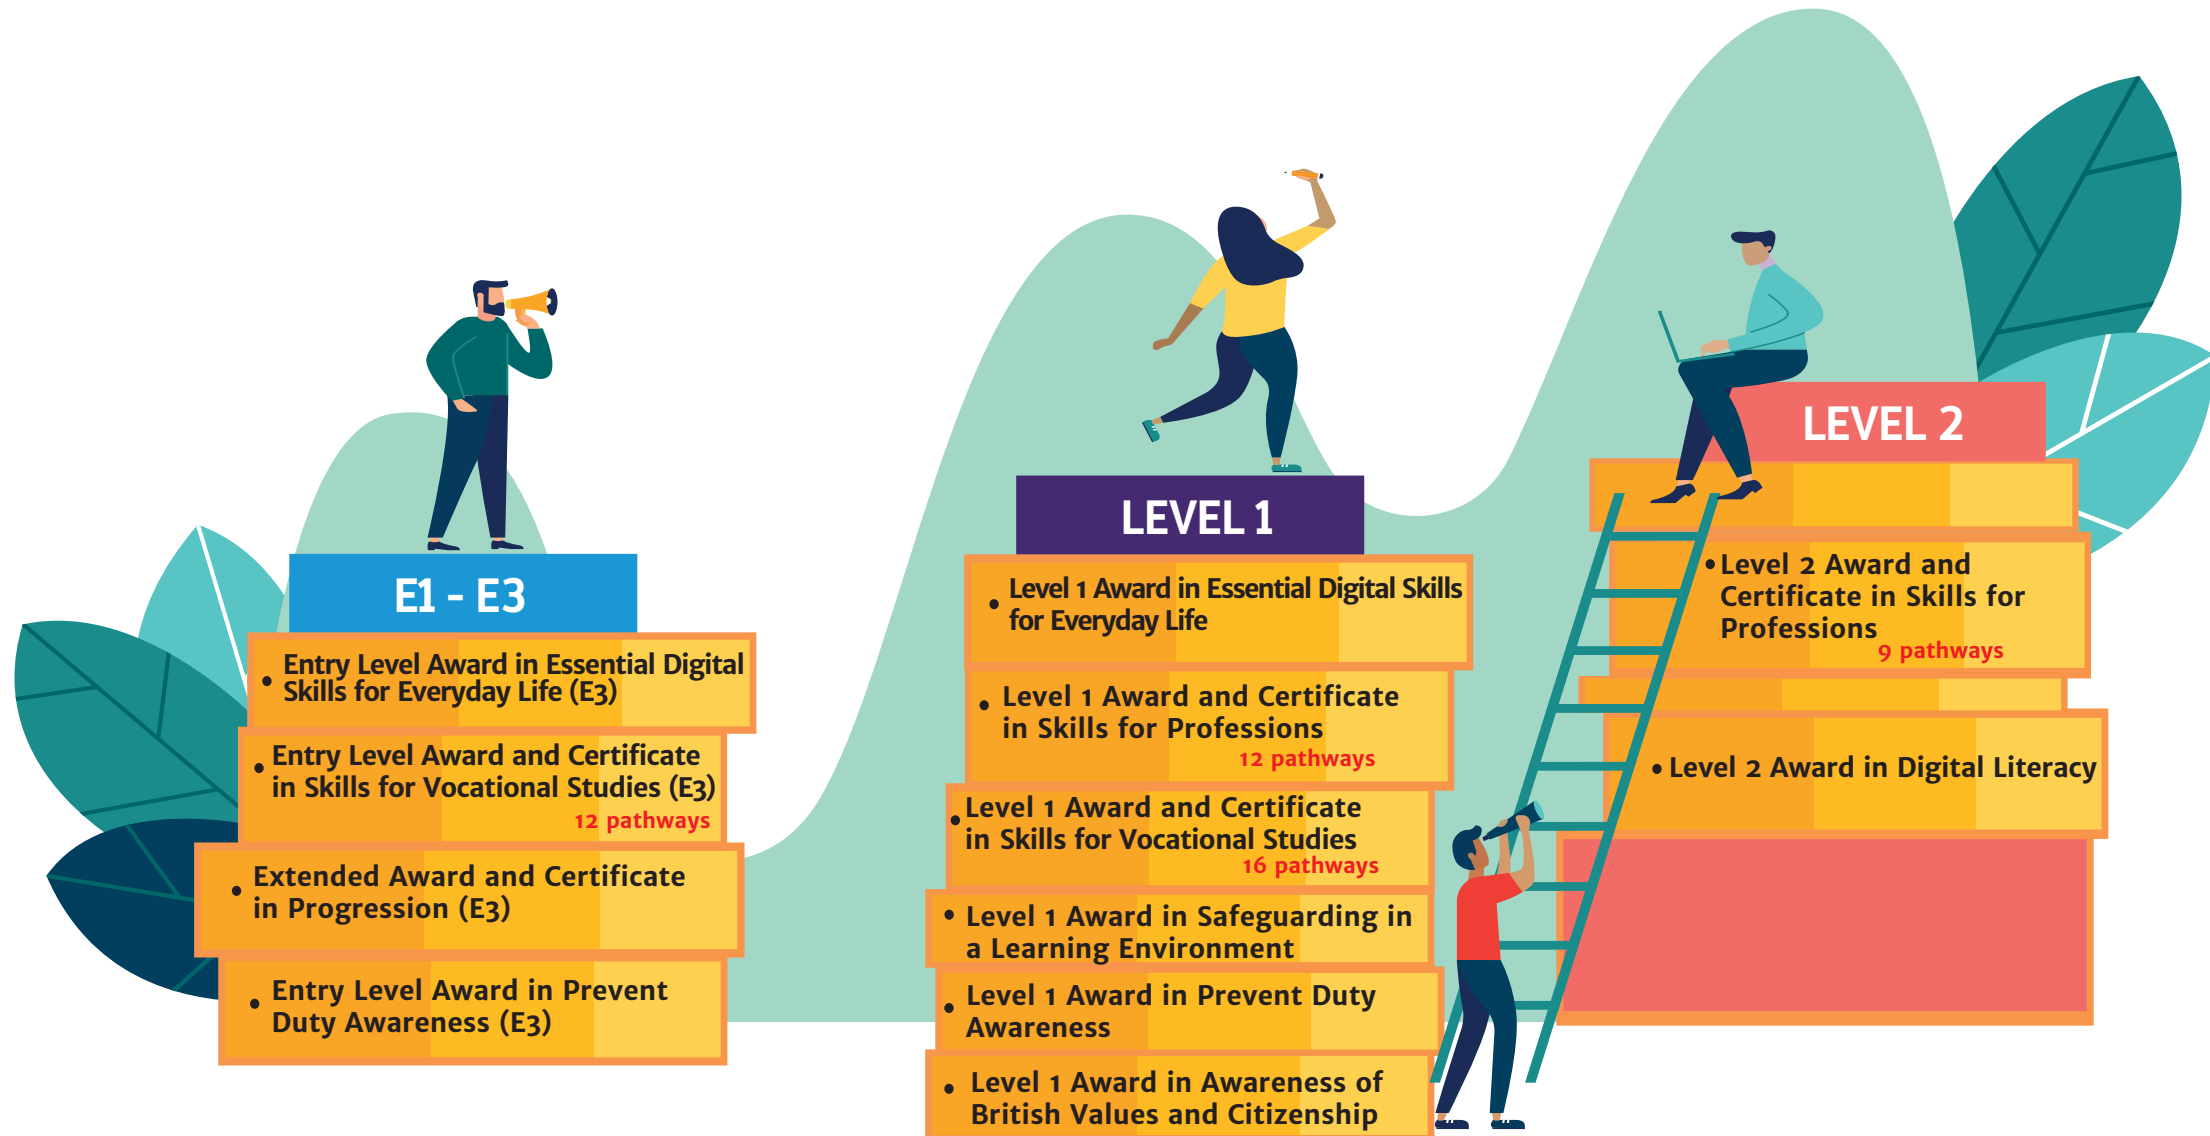 E1 - E3
• Entry Level Award in Essential Digital
Skills for Everyday Life (E3)
• Entry Level Award and Certificate
in Skills for Vocational Studies (E3)
12 pathways
• Extended Award and Certificate
in Progression (E3)
• Entry Level Award in Prevent
Duty Awareness (E3)
LEVEL 1
• Level 1 Award in Essential Digital Skills
for Everyday Life
• Level 1 Award and Certificate
in Skills for Professions
12 pathways
• Level 1 Award and Certificate
in Skills for Vocational Studies
16 pathways
• Level 1 Award in Safeguarding in
a Learning Environment
• Level 1 Award in Prevent Duty
Awareness
• Level 1 Award in Awareness of
British Values and Citizenship
LEVEL 2
• Level 2 Award and
Certificate in Skills for
Professions
9 pathways
• Level 2 Award in Digital Literacy